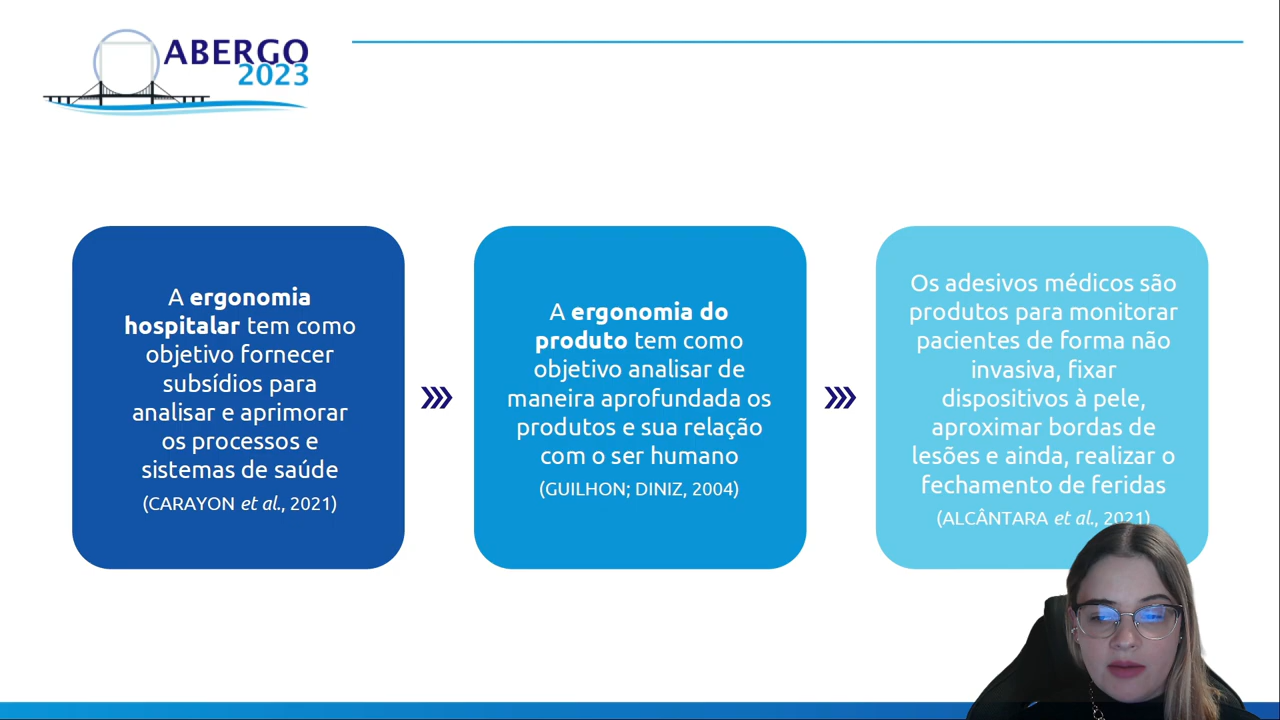 ABERGO
2023
A ergonomia
hospitalar tem como
objetivo fornecer
subsídios para
analisar e aprimorar
os processos e
sistemas de saúde
(CARAYON et al., 2021)
A ergonomia do
produto tem como
objetivo analisar de
maneira aprofundada os
produtos e sua relação
com o ser humano
(GUILHON; DINIZ, 2004)
Os adesivos médicos são
produtos para monitorar
pacientes de forma não
invasiva, fixar
dispositivos à pele,
aproximar bordas de
lesões e ainda, realizar o
fechamento de feridas
(ALCÂNTARA et al., 2021)